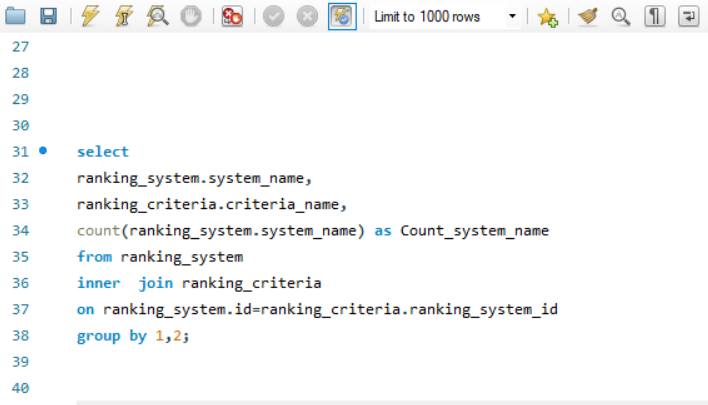 Limit to 1000 rows
27
28
29
30
31 select
32 ranking_system.system_name,
33 ranking_criteria.criteria_name,
34 count(ranking_system.system_name) as Count_system_name
35 from ranking_system
36 inner  join ranking_criteria
37 on ranking_system.id=ranking_criteria.ranking_system_id
38 group by 1,2;
39
40